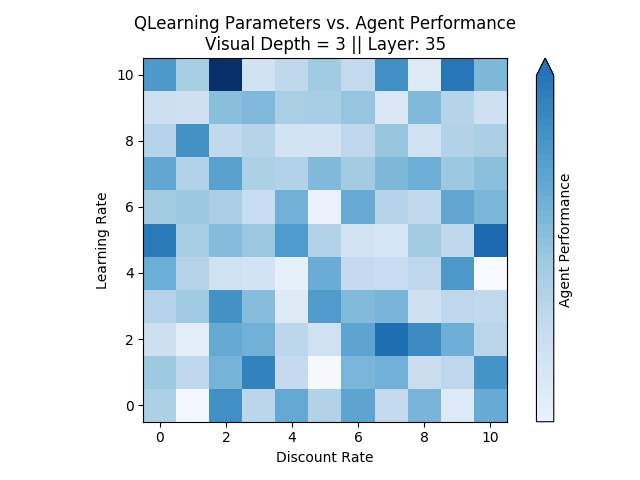 QLearning Parameters vs. Agent Performance
Visual Depth = 3 || Layer: 35
10
8
6
4
2
0
Learning Rate
0 2 4 6 8 10
Discount Rate
Agent Performance